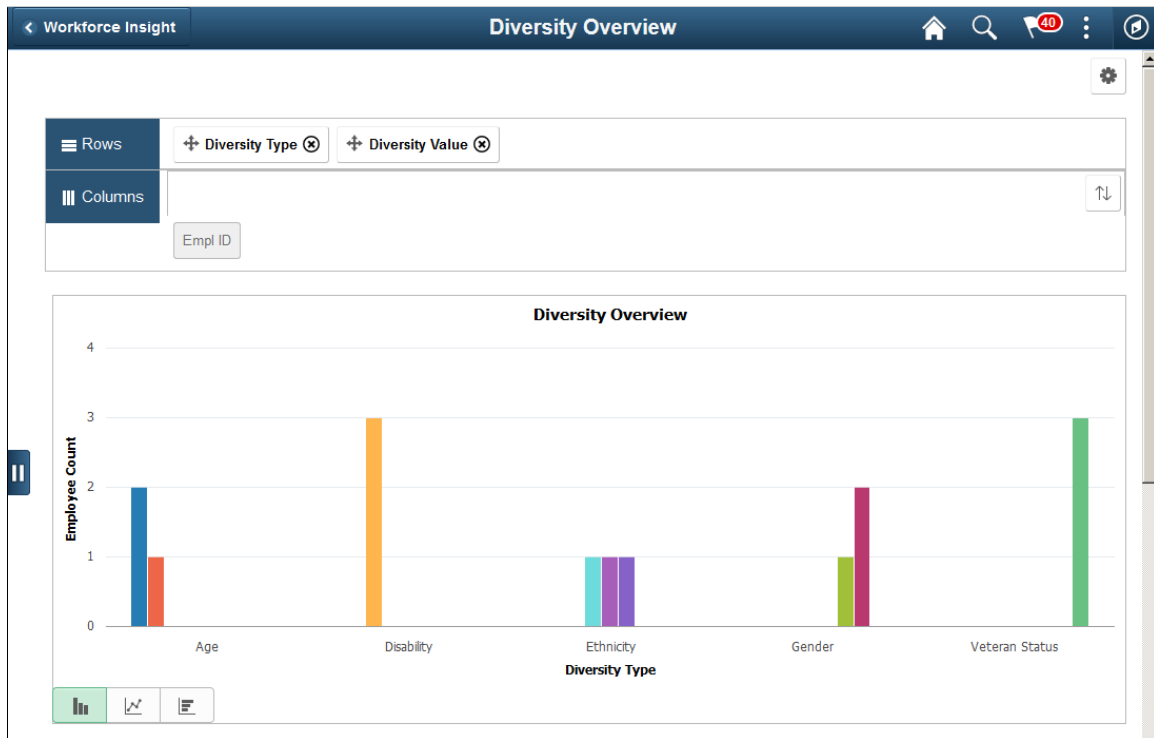 Workforce Insight
Diversity Overview
40
Rows
Diversity Type
Diversity Value
Columns
Empl ID
Diversity Overview
4
3
2
1
0
Employee Count
Age
Disability
Ethnicity
Gender
Veteran Status
Diversity Type